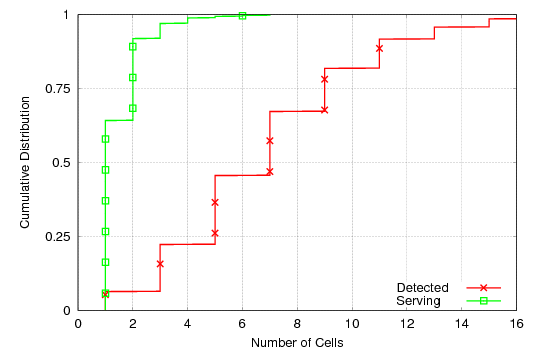 1
0.75
0.5
0.25
0
Cumulative Distribution
0 2 4 6 8 10 12 14 16
Number of Cells
Detected
Serving